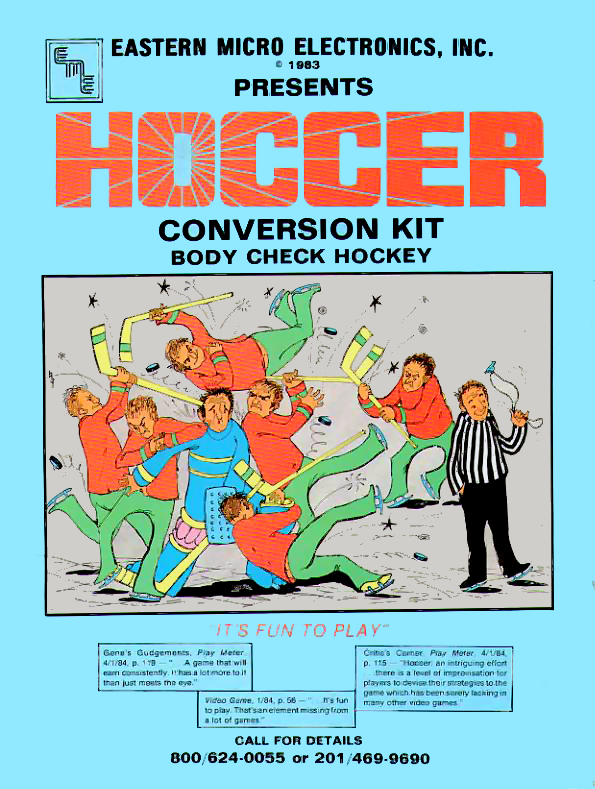 EME
EASTERN MICRO ELECTRONICS, INC.
© 1983
PRESENTS
HOCCER
CONVERSION KIT
BODY CHECK HOCKEY
"IT'S FUN TO PLAY"
Gene's Gudgements, Play Meter,
4/1/84, p. 119 — ". . .A game that will
earn consistently. It has a lot more to it
than just meets the eye."
Critic's Corner, Play Meter, 4/1/84,
p. 115 — "Hoccer: an intriguing effort
. . .there is a level of improvisation for
players to devise their strategies to the
game which has been sorely lacking in
many other video games."
Video Game, 1/84, p. 56 — ". . .It's fun
to play. That's an element missing from
a lot of games."
CALL FOR DETAILS
800/624-0055 or 201/469-9690